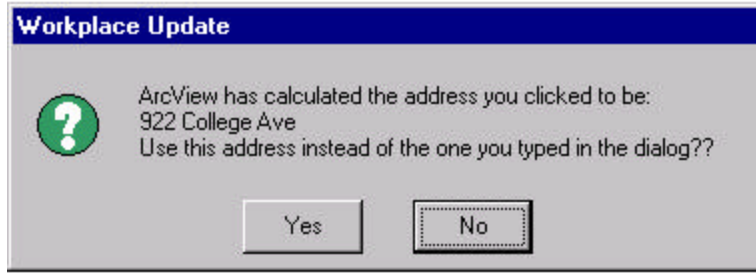 Workplace Update
ArcView has calculated the address you clicked to be:
922 College Ave
Use this address instead of the one you typed in the dialog??
Yes No